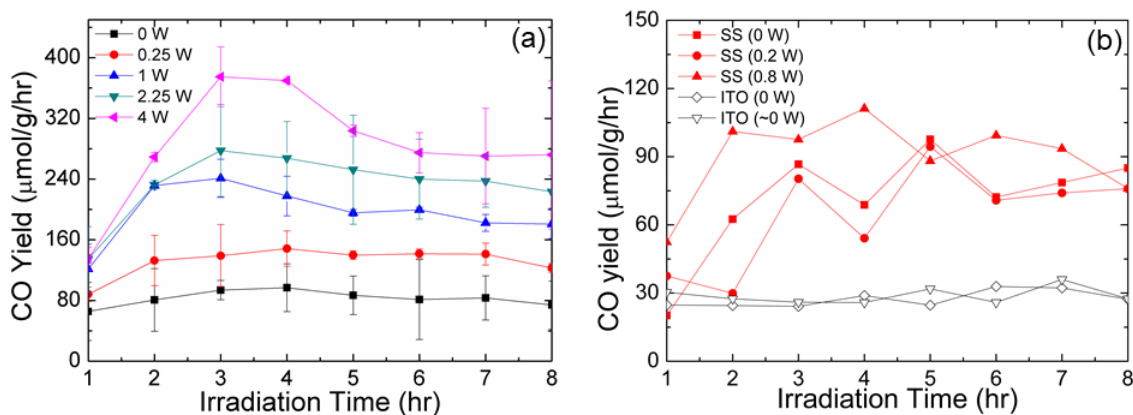 (a)
0 W
0.25 W
1 W
2.25 W
4 W
CO Yield (μmol/g/hr)
400
320
240
160
80
0
1 2 3 4 5 6 7 8
Irradiation Time (hr)
(b)
SS (0 W)
SS (0.2 W)
SS (0.8 W)
ITO (0 W)
ITO (~0 W)
CO yield (μmol/g/hr)
150
120
90
60
30
0
1 2 3 4 5 6 7 8
Irradiation Time (hr)